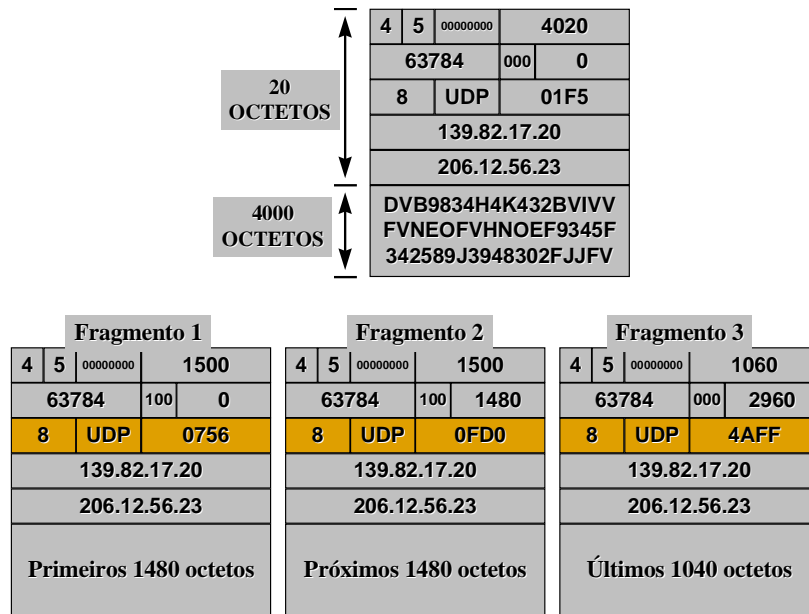 4 5 00000000 4020
63784 000 0
20
OCTETOS
8 UDP 01F5
139.82.17.20
206.12.56.23
4000
OCTETOS
DVB9834H4K432BVIVV
FVNEOFVHNOEF9345F
342589J3948302FJJFV
Fragmento 1
4 5 00000000 1500
63784 100 0
8 UDP 0756
139.82.17.20
206.12.56.23
Primeiros 1480 octetos
Fragmento 2
4 5 00000000 1500
63784 100 1480
8 UDP 0FD0
139.82.17.20
206.12.56.23
Próximos 1480 octetos
Fragmento 3
4 5 00000000 1060
63784 000 2960
8 UDP 4AFF
139.82.17.20
206.12.56.23
Últimos 1040 octetos